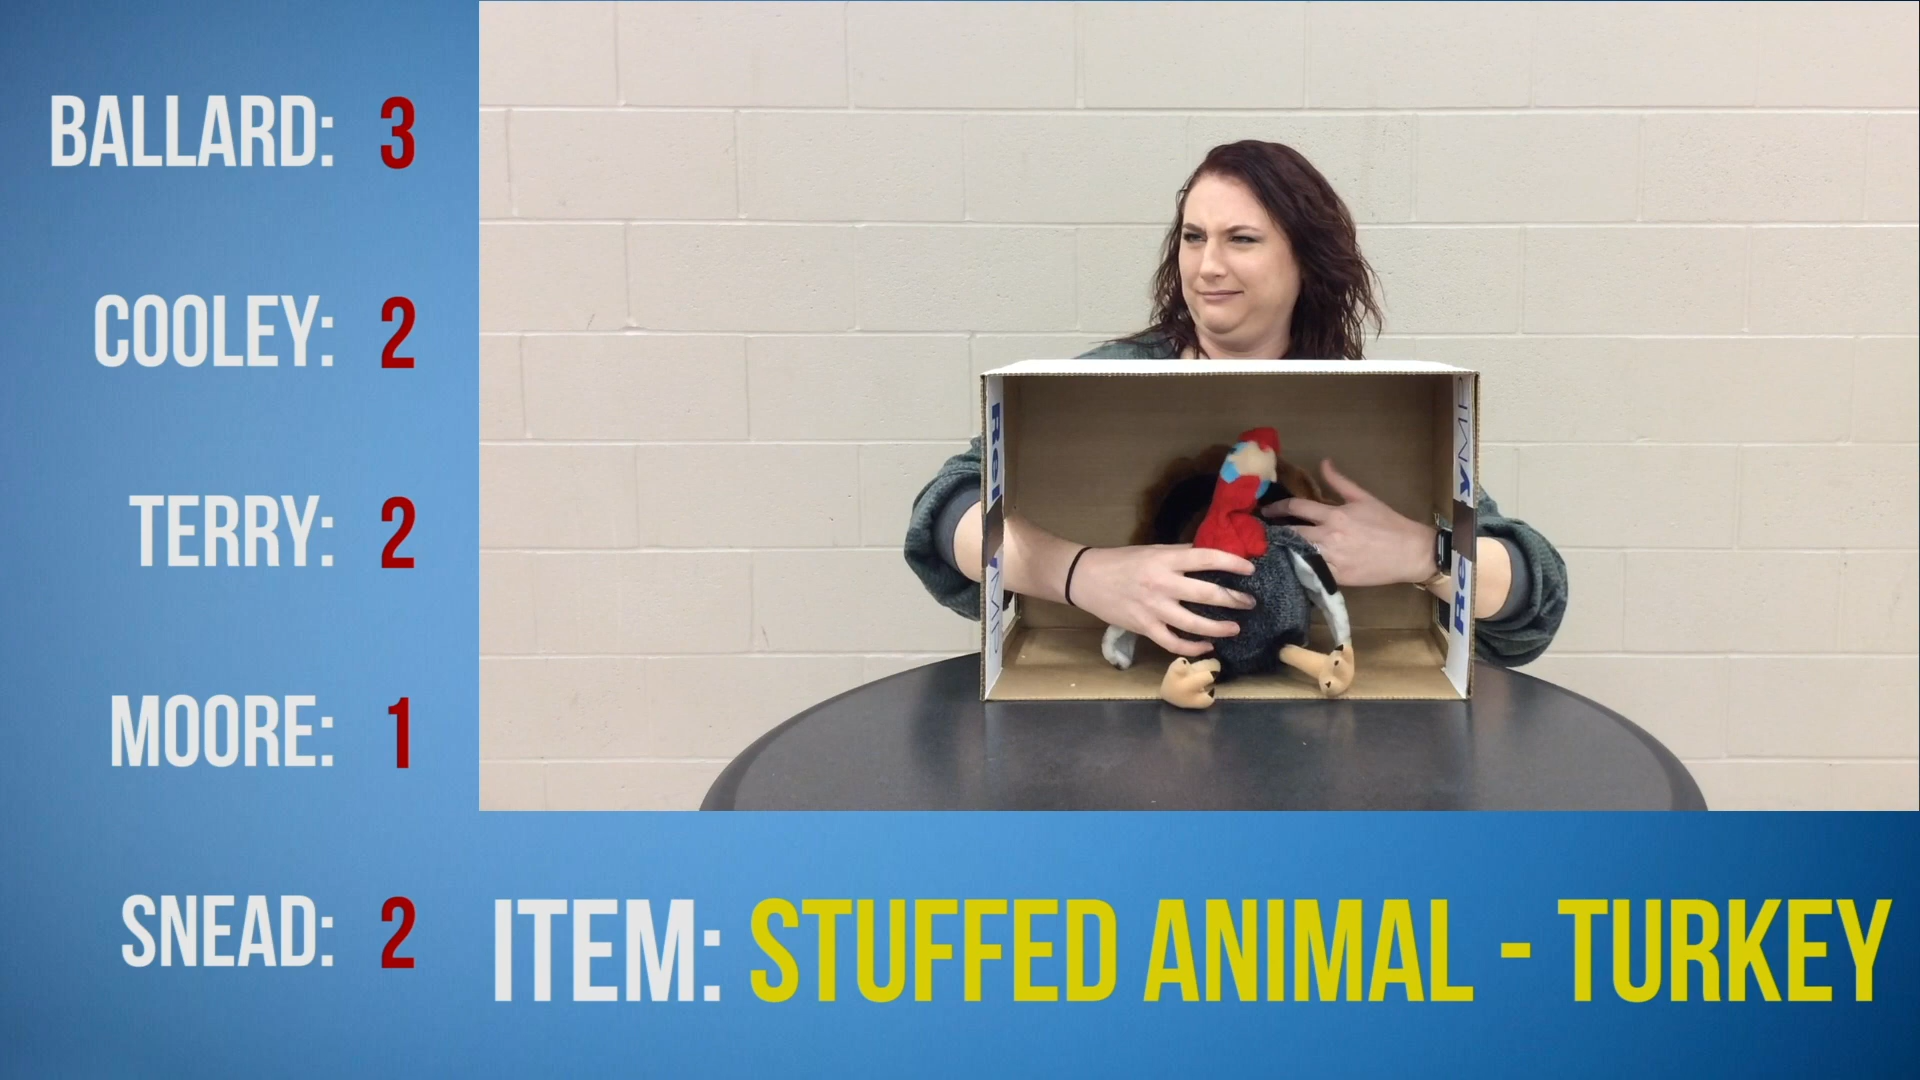 BALLARD: 3
COOLEY: 2
TERRY: 2
MOORE: 1
SNEAD: 2
ITEM: STUFFED ANIMAL - TURKEY